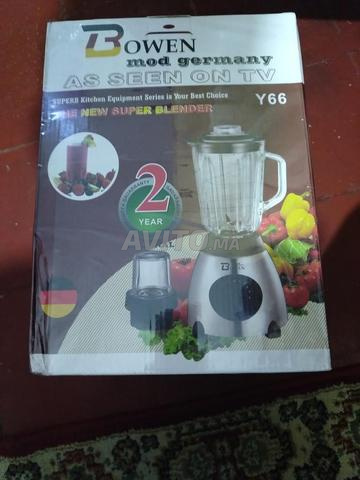 BOWEN
mod germany
AS SEEN ON TV
SUPERB Kitchen Equipment Series is Your Best Choice
Y66
THE NEW SUPER BLENDER
2
YEAR
AVITO.MA